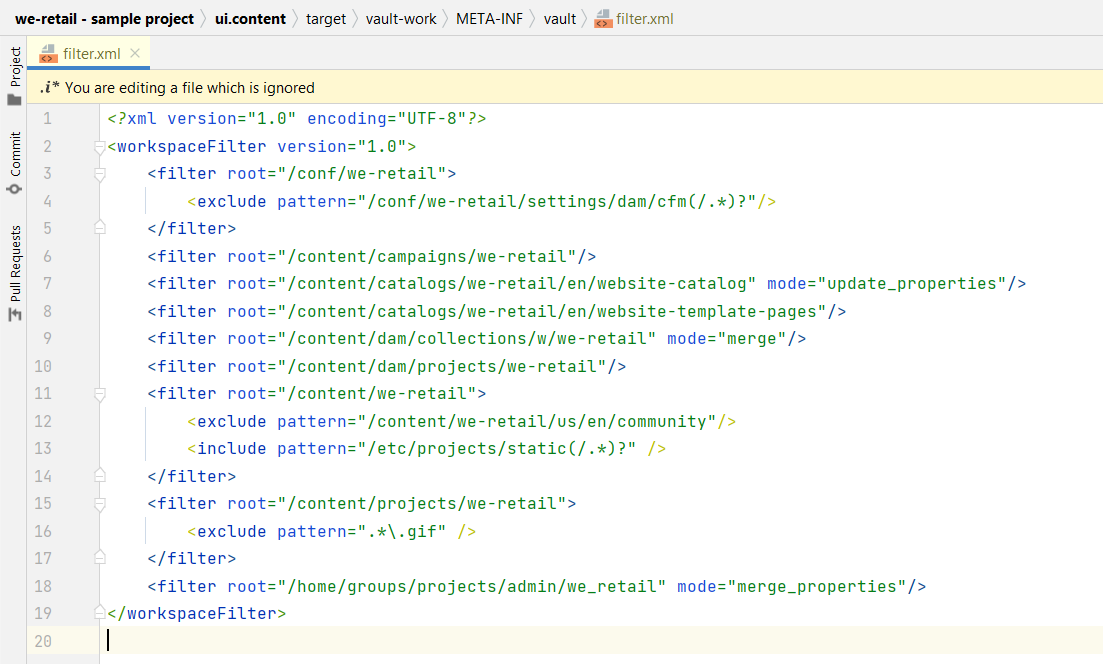 we-retail - sample project ui.content target vault-work META-INF vault filter.xml
Project
Commit
Pull Requests
filter.xml
.i* You are editing a file which is ignored
1 <?xml version="1.0" encoding="UTF-8"?>
2 <workspaceFilter version="1.0">
3     <filter root="/conf/we-retail">
4         <exclude pattern="/conf/we-retail/settings/dam/cfm(/.*)?"/>
5     </filter>
6     <filter root="/content/campaigns/we-retail"/>
7     <filter root="/content/catalogs/we-retail/en/website-catalog" mode="update_properties"/>
8     <filter root="/content/catalogs/we-retail/en/website-template-pages"/>
9     <filter root="/content/dam/collections/w/we-retail" mode="merge"/>
10     <filter root="/content/dam/projects/we-retail"/>
11     <filter root="/content/we-retail">
12         <exclude pattern="/content/we-retail/us/en/community"/>
13         <include pattern="/etc/projects/static(/.*)?" />
14     </filter>
15     <filter root="/content/projects/we-retail">
16         <exclude pattern=".*\.gif" />
17     </filter>
18     <filter root="/home/groups/projects/admin/we_retail" mode="merge_properties"/>
19 </workspaceFilter>
20